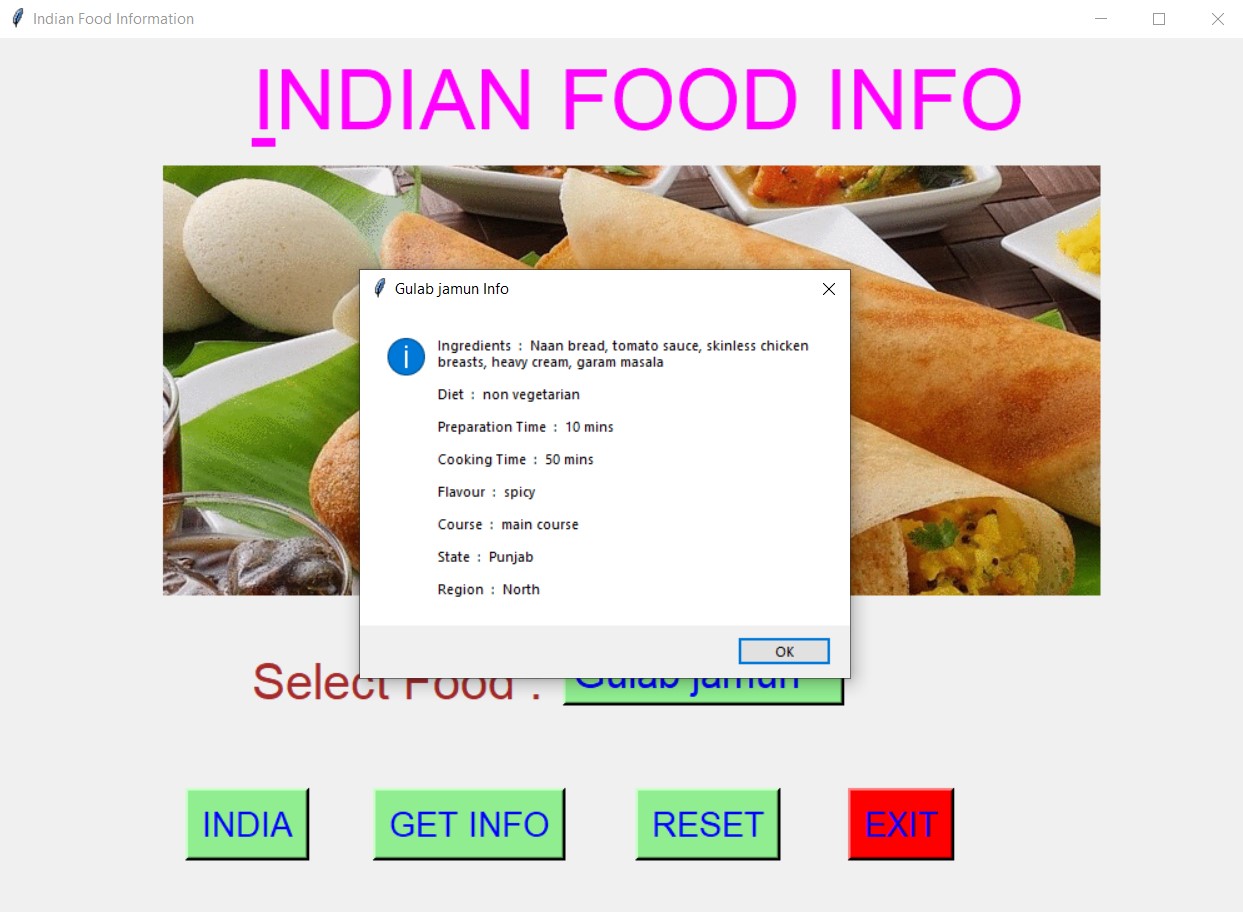 Indian Food Information
INDIAN FOOD INFO
Gulab jamun Info
Ingredients : Naan bread, tomato sauce, skinless chicken
breasts, heavy cream, garam masala
Diet : non vegetarian
Preparation Time : 10 mins
Cooking Time : 50 mins
Flavour : spicy
Course : main course
State : Punjab
Region : North
OK
Select Food : Gulab jamun
INDIA GET INFO RESET EXIT